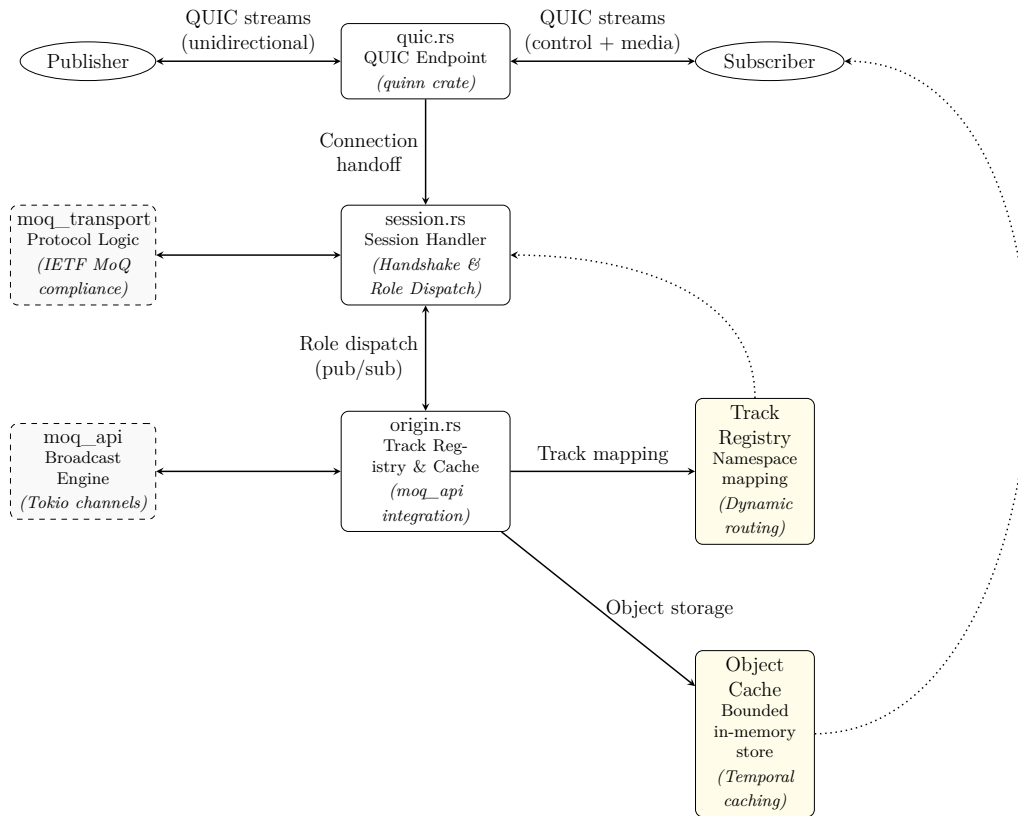 QUIC streams
(unidirectional)
QUIC streams
(control + media)
Publisher
quic.rs
QUIC Endpoint
(quinn crate)
Subscriber
Connection
handoff
moq_transport
Protocol Logic
(IETF MoQ
compliance)
session.rs
Session Handler
(Handshake &
Role Dispatch)
Role dispatch
(pub/sub)
moq_api
Broadcast
Engine
(Tokio channels)
origin.rs
Track Reg-
istry & Cache
(moq_api
integration)
Track mapping
Track
Registry
Namespace
mapping
(Dynamic
routing)
Object storage
Object
Cache
Bounded
in-memory
store
(Temporal
caching)